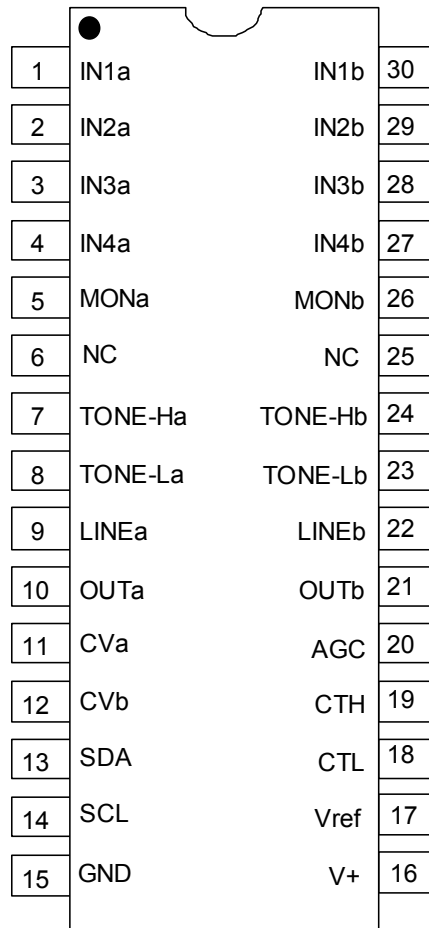 1 IN1a IN1b 30
2 IN2a IN2b 29
3 IN3a IN3b 28
4 IN4a IN4b 27
5 MONa MONb 26
6 NC NC 25
7 TONE-Ha TONE-Hb 24
8 TONE-La TONE-Lb 23
9 LINEa LINEb 22
10 OUTa OUTb 21
11 CVa AGC 20
12 CVb CTH 19
13 SDA CTL 18
14 SCL Vref 17
15 GND V+ 16